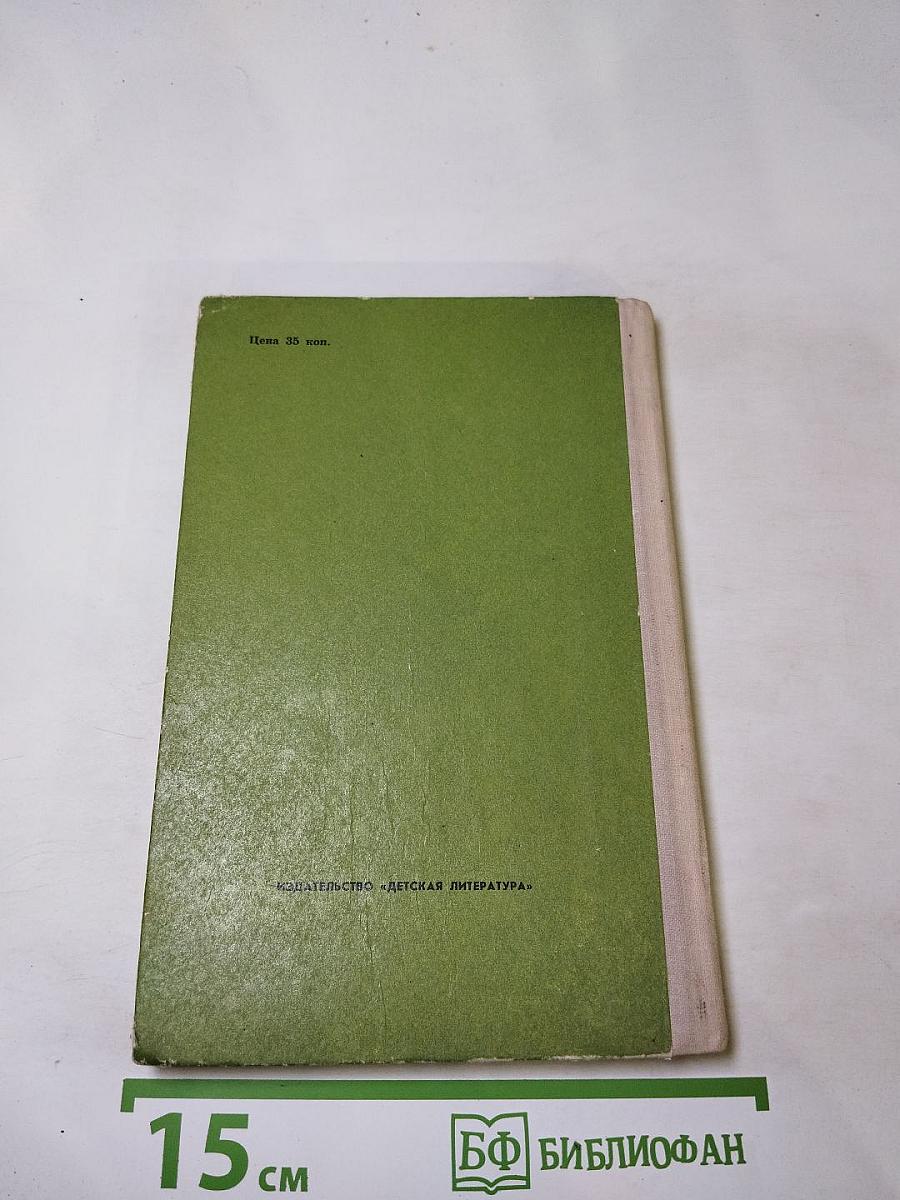 Цена 35 коп.
ИЗДАТЕЛЬСТВО «ДЕТСКАЯ ЛИТЕРАТУРА»
15 см
БФ БИБЛИОФАН